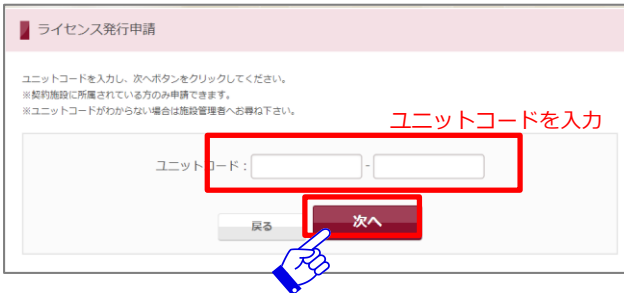 ライセンス発行申請
ユニットコードを入力し、次へボタンをクリックしてください。
※契約施設に所属されている方のみ申請できます。
※ユニットコードがわからない場合は施設管理者へお尋ね下さい。
ユニットコードを入力
ユニットコード： -
戻る 次へ